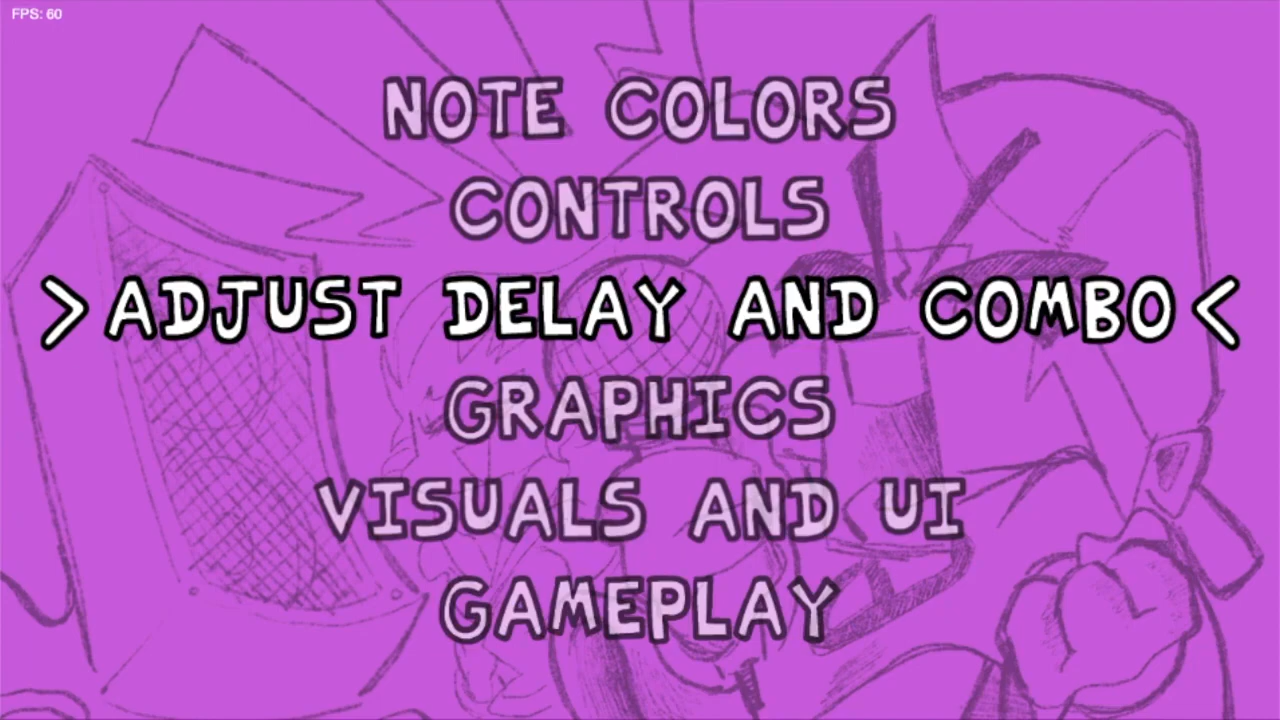 FPS: 60
NOTE COLORS
CONTROLS
>ADJUST DELAY AND COMBO<
GRAPHICS
VISUALS AND UI
GAMEPLAY